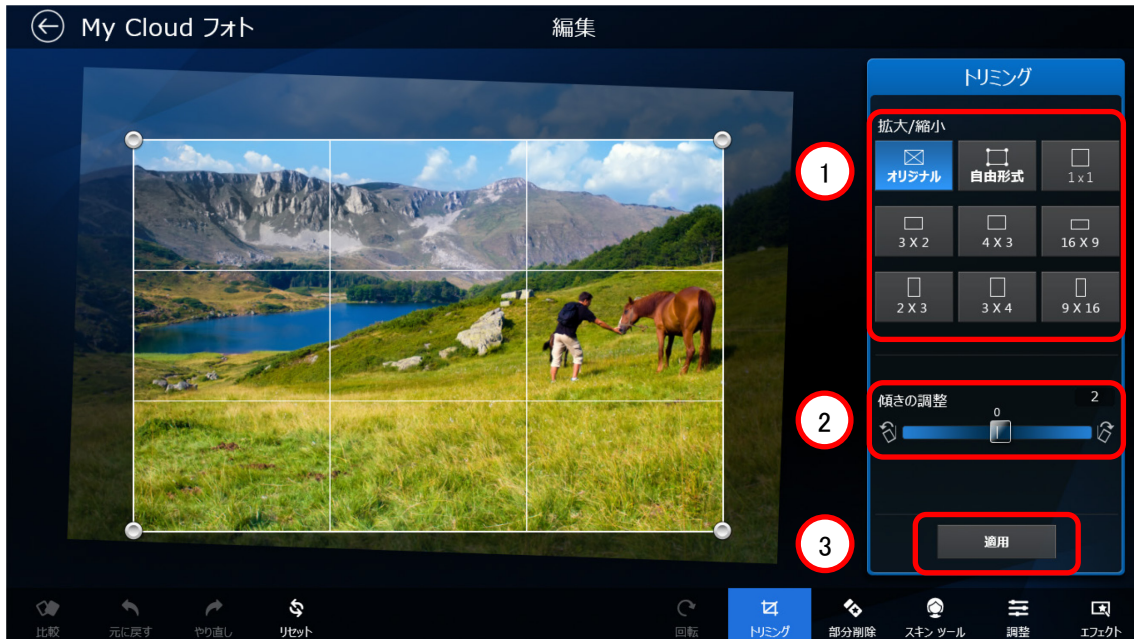 My Cloud フォト
編集
トリミング
拡大/縮小
1
オリジナル
自由形式
1 x 1
3 X 2
4 X 3
16 X 9
2 X 3
3 X 4
9 X 16
2
傾きの調整
2
0
3
適用
比較
元に戻す
やり直し
リセット
回転
トリミング
部分削除
スキン ツール
調整
エフェクト